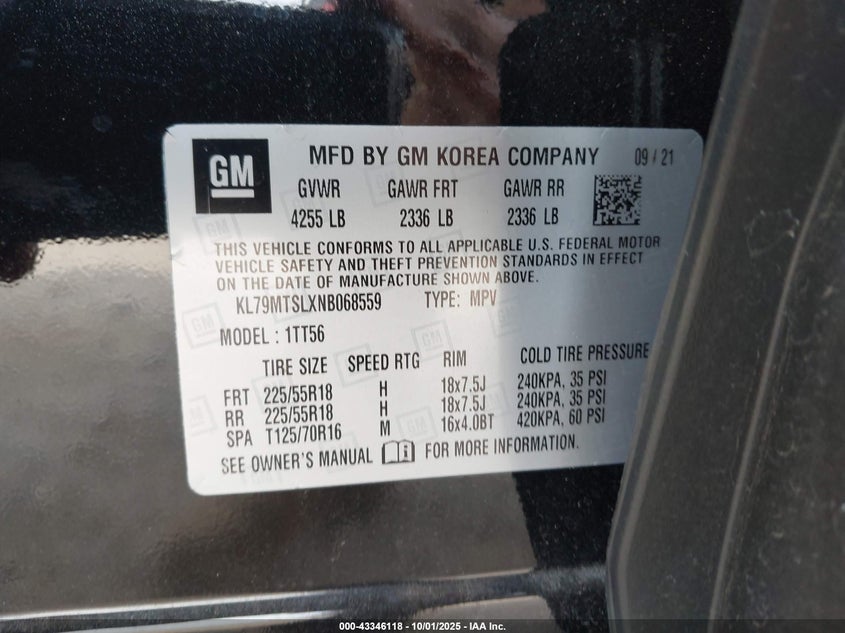 GM
MFD BY GM KOREA COMPANY 09 / 21
GVWR GAWR FRT GAWR RR
4255 LB 2336 LB 2336 LB
THIS VEHICLE CONFORMS TO ALL APPLICABLE U.S. FEDERAL MOTOR
VEHICLE SAFETY AND THEFT PREVENTION STANDARDS IN EFFECT
ON THE DATE OF MANUFACTURE SHOWN ABOVE.
KL79MTSLXNB068559 TYPE: MPV
MODEL : 1TT56
TIRE SIZE SPEED RTG RIM COLD TIRE PRESSURE
FRT 225/55R18 H 18x7.5J 240KPA, 35 PSI
RR 225/55R18 H 18x7.5J 240KPA, 35 PSI
SPA T125/70R16 M 16x4.0BT 420KPA, 60 PSI
SEE OWNER'S MANUAL FOR MORE INFORMATION.
000-43346118 - 10/01/2025 - IAA Inc.